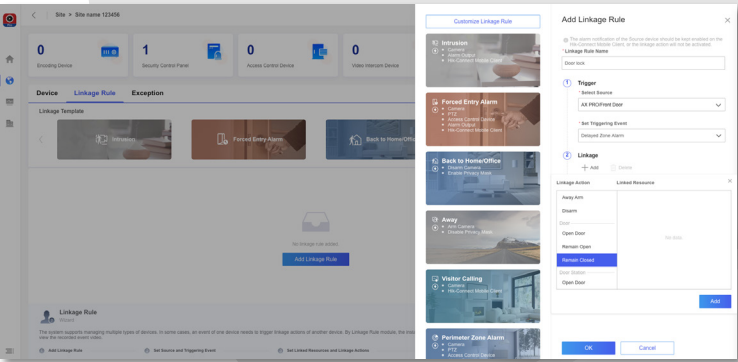 Site > Site name 123456
0
Encoding Device
1
Security Control Panel
0
Access Control Device
0
Video Intercom Device
Device
Linkage Rule
Exception
Linkage Template
Intrusion
Forced Entry Alarm
Back to Home/Office
No linkage rule added.
Add Linkage Rule
Linkage Rule
Wizard
The system supports managing multiple types of devices. In some cases, an event of one device needs to trigger linkage actions of another device. By Linkage Rule module, the
view the recorded event video.
Add Linkage Rule
Set Source and Triggering Event
Set Linked Resources and Linkage Actions
Customize Linkage Rule
Intrusion
Camera
Alarm Output
Hik-Connect Mobile Client
Forced Entry Alarm
Camera
PTZ
Access Control Device
Alarm Output
Hik-Connect Mobile Client
Back to Home/Office
Disarm Camera
Enable Privacy Mask
Away
Arm Camera
Disable Privacy Mask
Visitor Calling
Camera
Hik-Connect Mobile Client
Perimeter Zone Alarm
Camera
PTZ
Access Control Device
Add Linkage Rule
The alarm notification of the Source device should be kept enabled on the
Hik-Connect Mobile Client, or the linkage action will not be activated
* Linkage Rule Name
Door lock
1 Trigger
* Select Source
AX PRO/Front Door
* Set Triggering Event
Delayed Zone Alarm
2 Linkage
+ Add
Delete
Linkage Action
Linked Resource
Away Arm
Disarm
Door
Open Door
Remain Open
Remain Closed
Door Station
Open Door
No data
Add
OK
Cancel